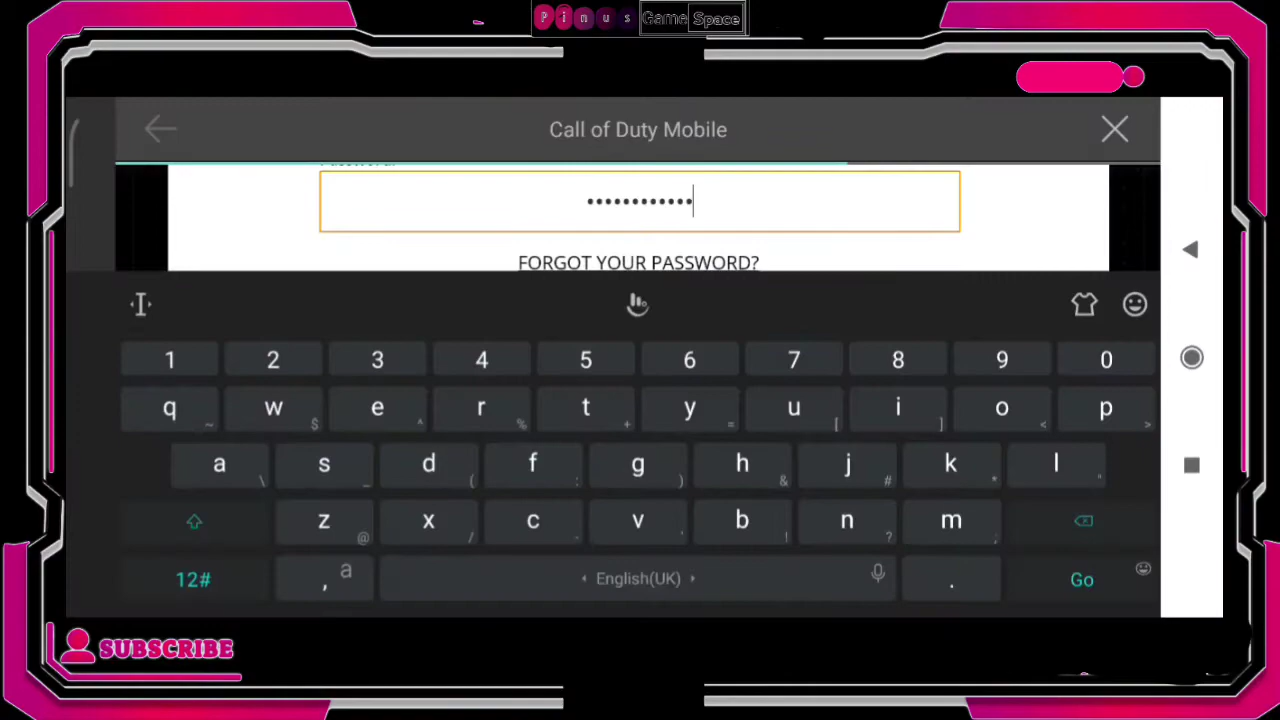 Pinus Game Space
Call of Duty Mobile
••••••••••••
FORGOT YOUR PASSWORD?
1 2 3 4 5 6 7 8 9 0
q w e r t y u i o p
~ $ ^ % + = [ ] < >
a s d f g h j k l
\ _ ( ; ) & # * "
z x c v b n m
@ / - ' ! ? ;
12# , a English(UK) . Go
SUBSCRIBE